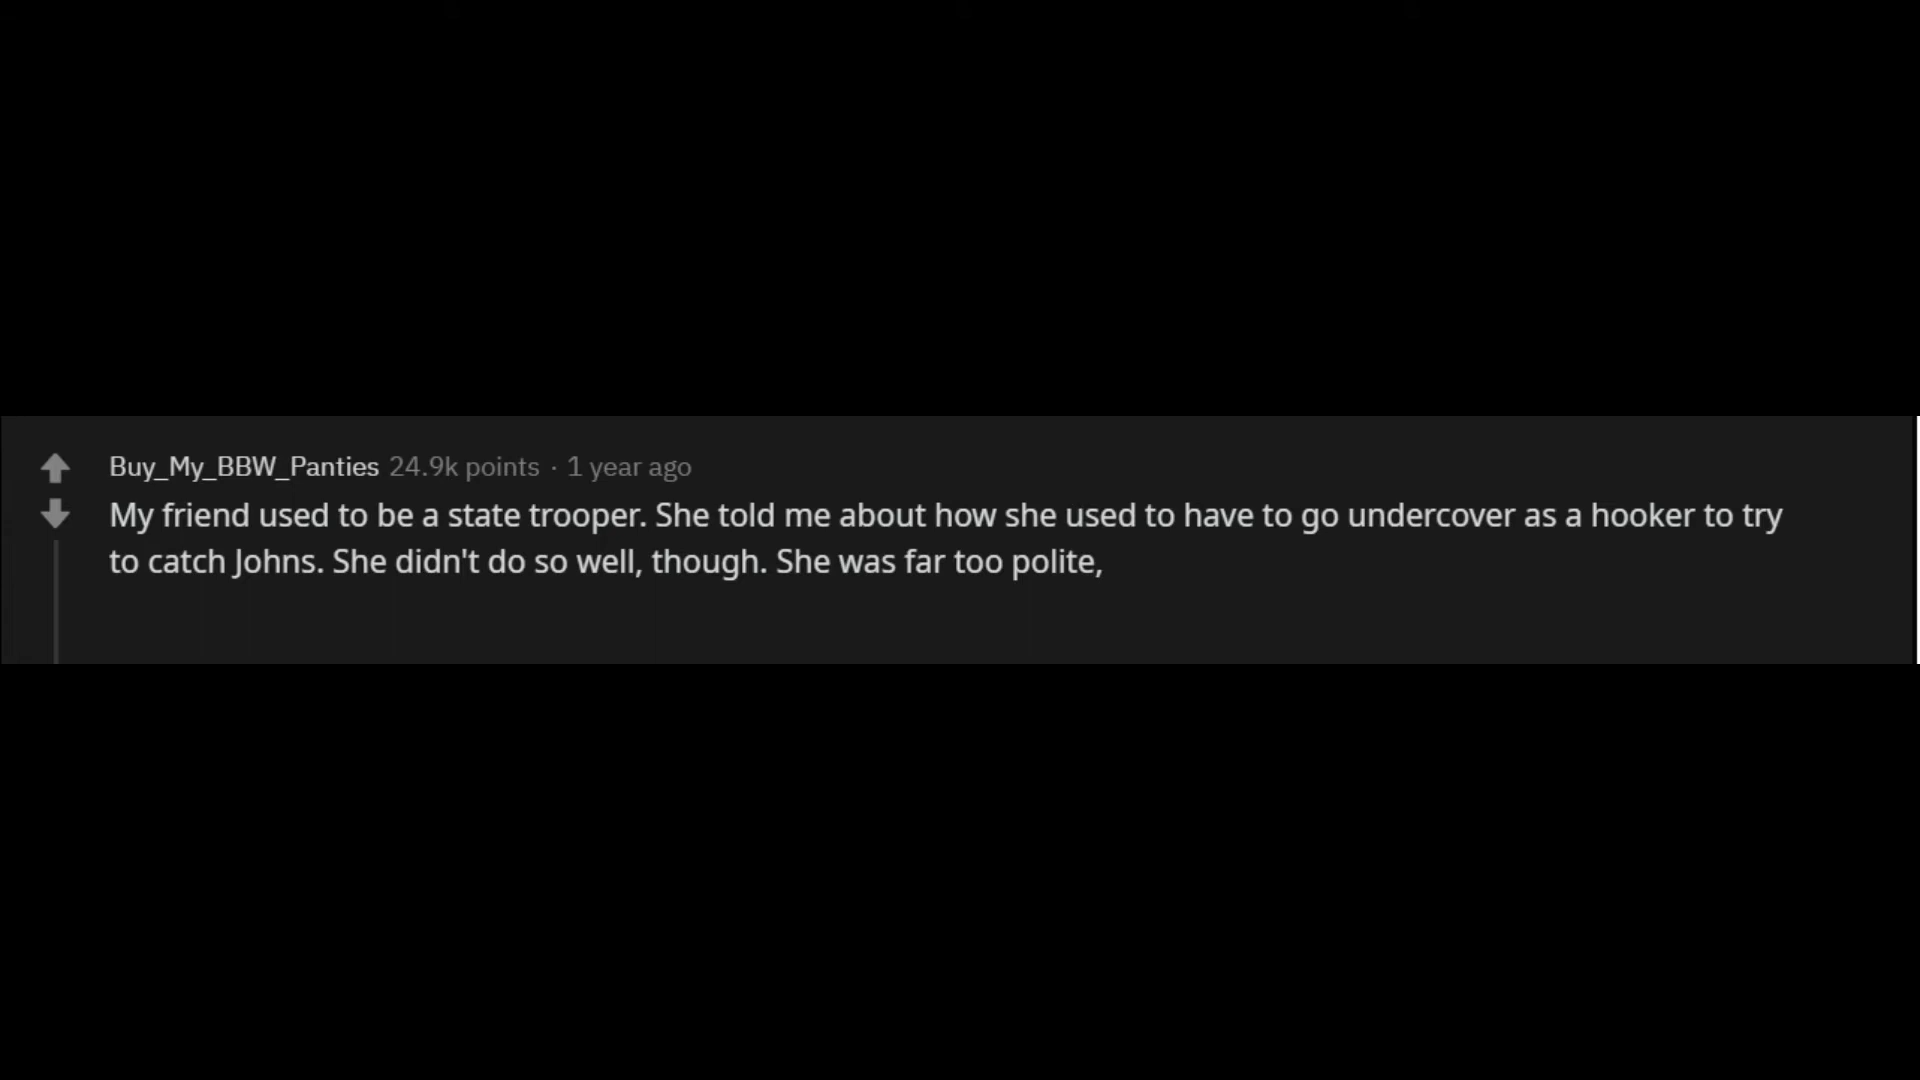 Buy_My_BBW_Panties 24.9k points · 1 year ago
My friend used to be a state trooper. She told me about how she used to have to go undercover as a hooker to try
to catch Johns. She didn't do so well, though. She was far too polite,